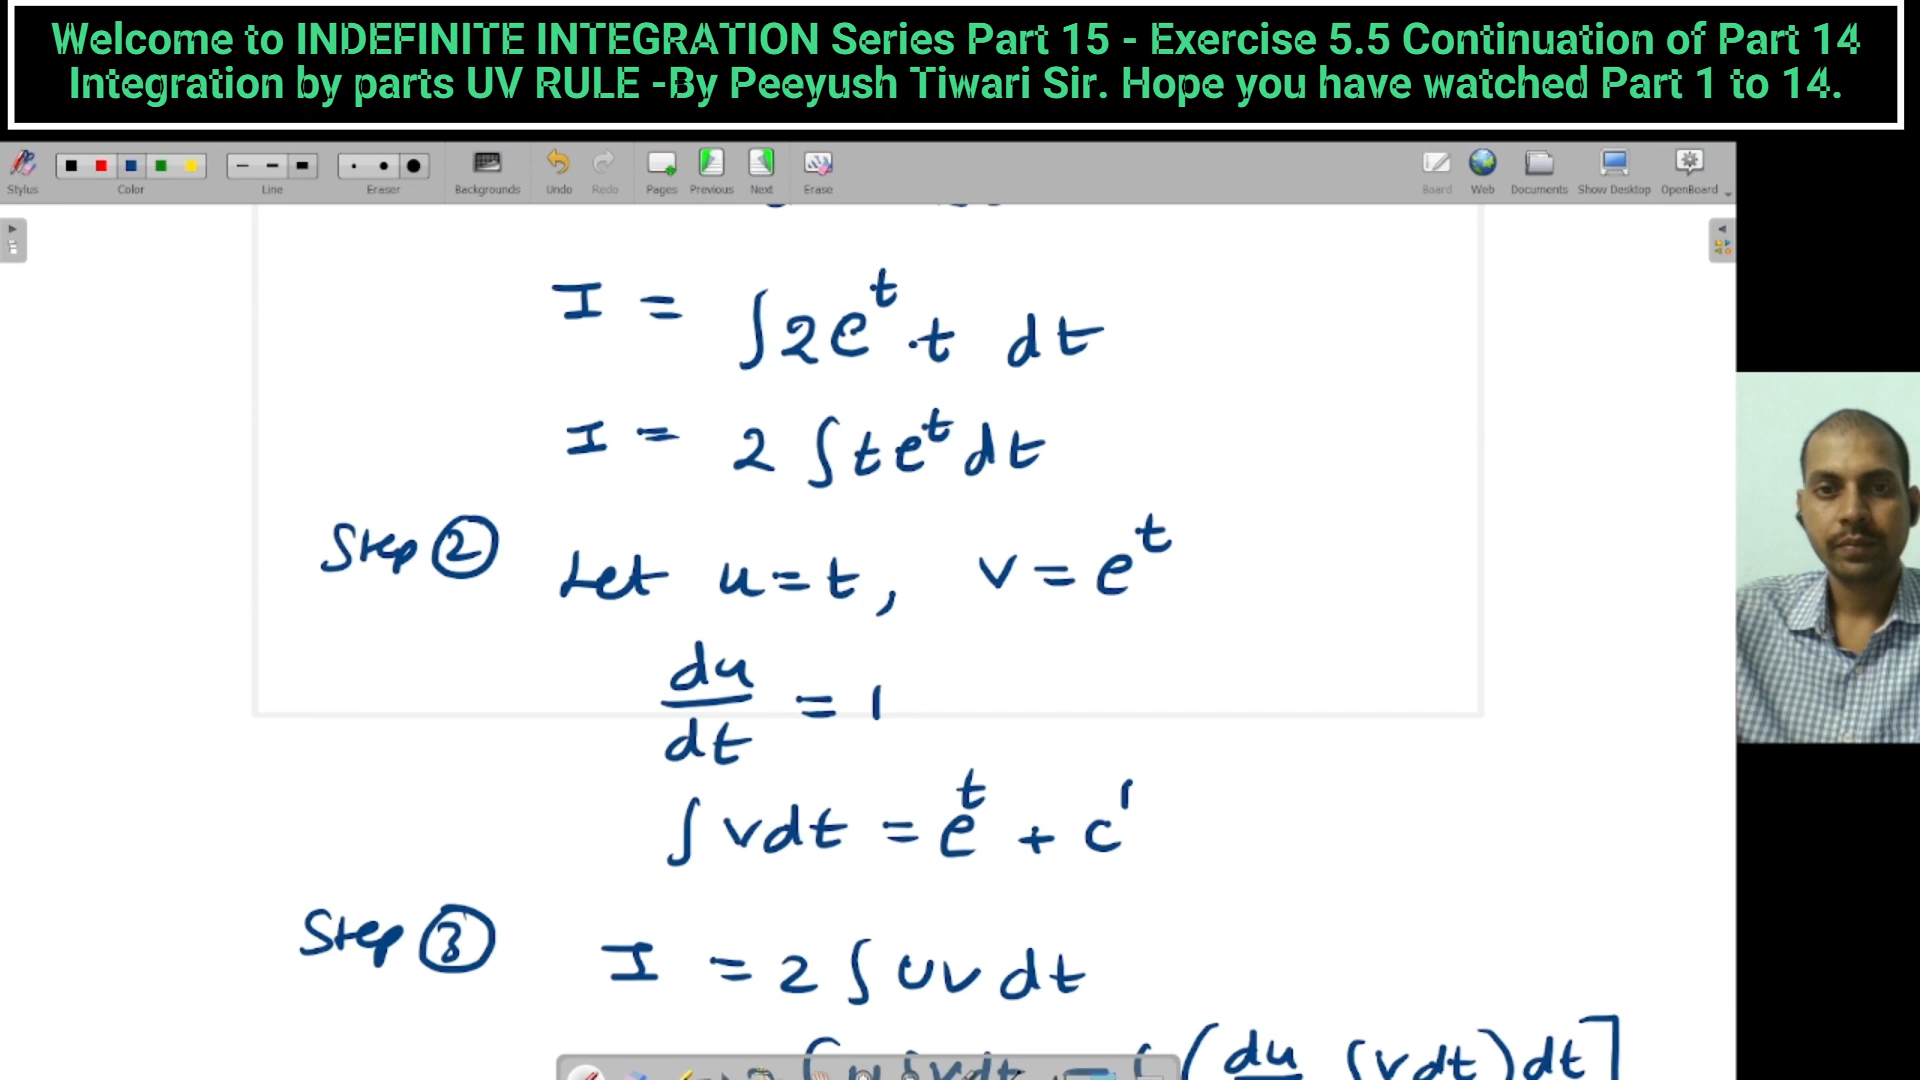 Welcome to INDEFINITE INTEGRATION Series Part 15 - Exercise 5.5 Continuation of Part 14
Integration by parts UV RULE -By Peeyush Tiwari Sir. Hope you have watched Part 1 to 14.
Stylus Color Line Eraser Backgrounds Undo Redo Pages Previous Next Erase Board Web Documents Show Desktop OpenBoard
I = ∫2e^t . t dt
I = 2 ∫ t e^t dt
Step ② Let u = t, v = e^t
du/dt = 1
∫ v dt = e^t + c'
Step ③ I = 2 ∫ uv dt